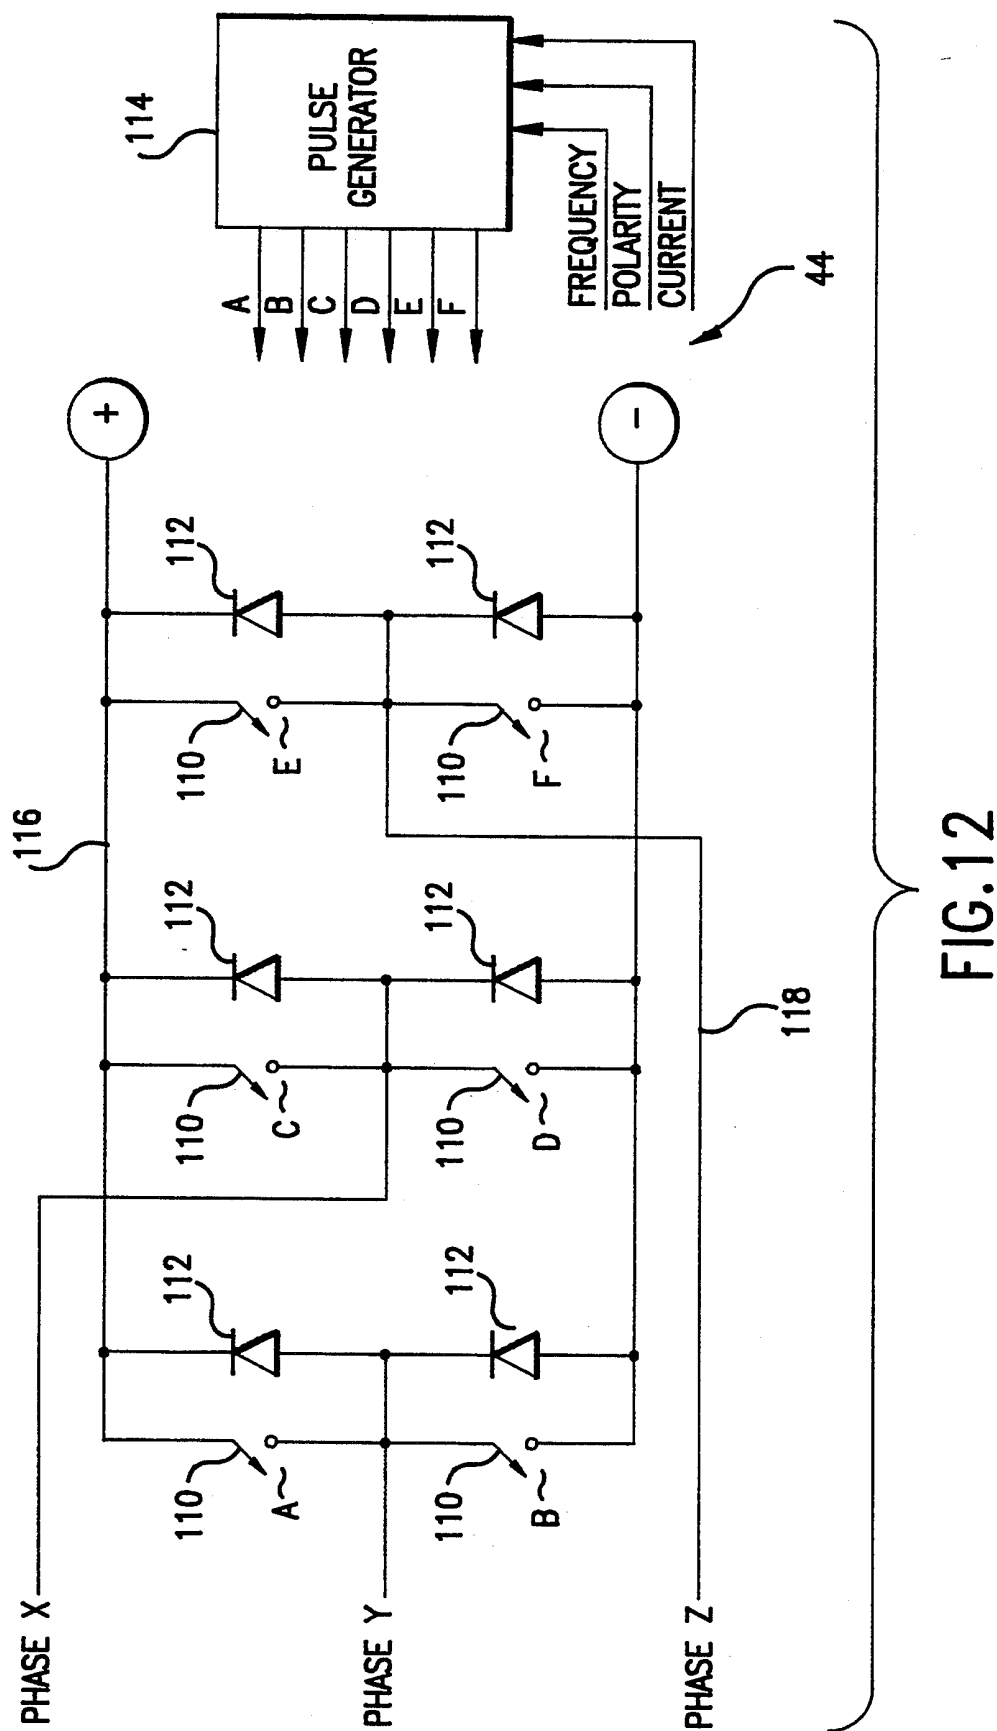 114
PULSE
GENERATOR
A
B
C
D
E
F
FREQUENCY
POLARITY
CURRENT
44
+
-
116
112
112
110
E
110
F
112
112
110
C
110
D
118
112
112
110
A
110
B
PHASE X
PHASE Y
PHASE Z
FIG.12